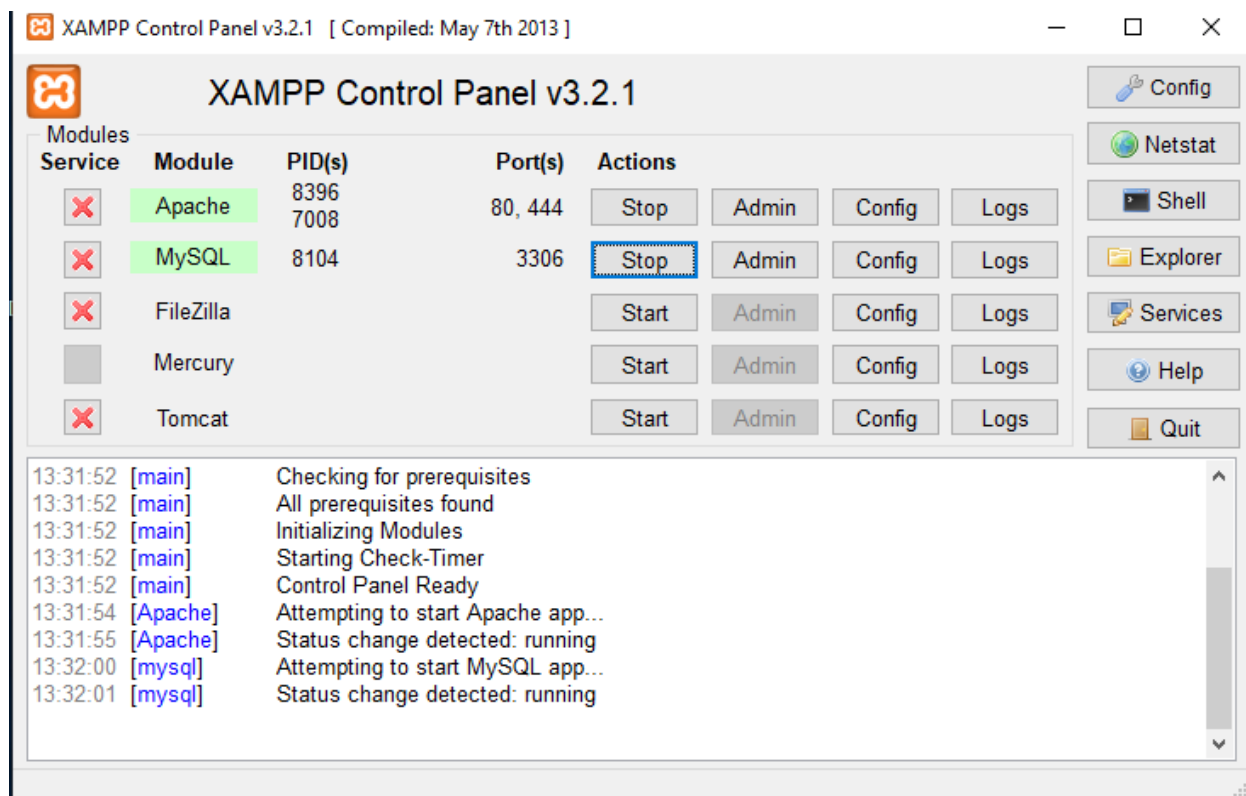 XAMPP Control Panel v3.2.1 [ Compiled: May 7th 2013 ]
XAMPP Control Panel v3.2.1
Config
Modules
Netstat
Service Module PID(s) Port(s) Actions
Apache 8396 7008 80, 444 Stop Admin Config Logs
Shell
MySQL 8104 3306 Stop Admin Config Logs
Explorer
FileZilla Start Admin Config Logs
Services
Mercury Start Admin Config Logs
Help
Tomcat Start Admin Config Logs
Quit
13:31:52 [main] Checking for prerequisites
13:31:52 [main] All prerequisites found
13:31:52 [main] Initializing Modules
13:31:52 [main] Starting Check-Timer
13:31:52 [main] Control Panel Ready
13:31:54 [Apache] Attempting to start Apache app...
13:31:55 [Apache] Status change detected: running
13:32:00 [mysql] Attempting to start MySQL app...
13:32:01 [mysql] Status change detected: running